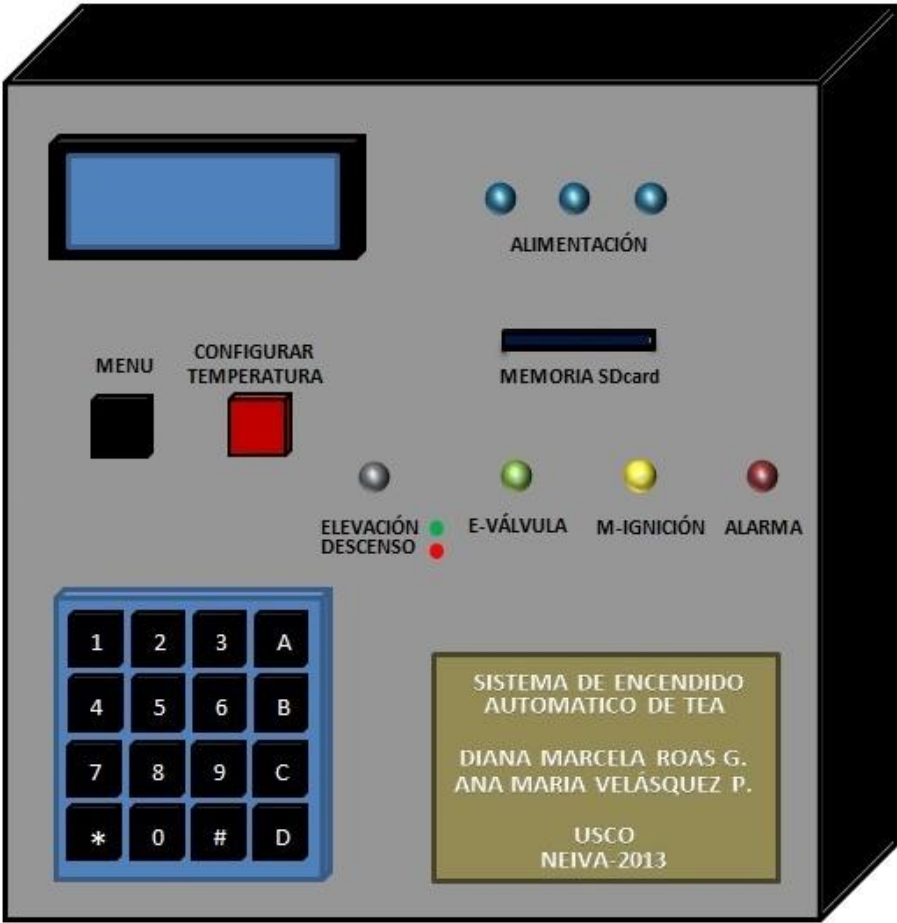 ALIMENTACIÓN
MENU
CONFIGURAR
TEMPERATURA
MEMORIA SDcard
ELEVACIÓN
DESCENSO
E-VÁLVULA
M-IGNICIÓN
ALARMA
1 2 3 A
4 5 6 B
7 8 9 C
* 0 # D
SISTEMA DE ENCENDIDO
AUTOMATICO DE TEA
DIANA MARCELA ROAS G.
ANA MARIA VELÁSQUEZ P.
USCO
NEIVA-2013